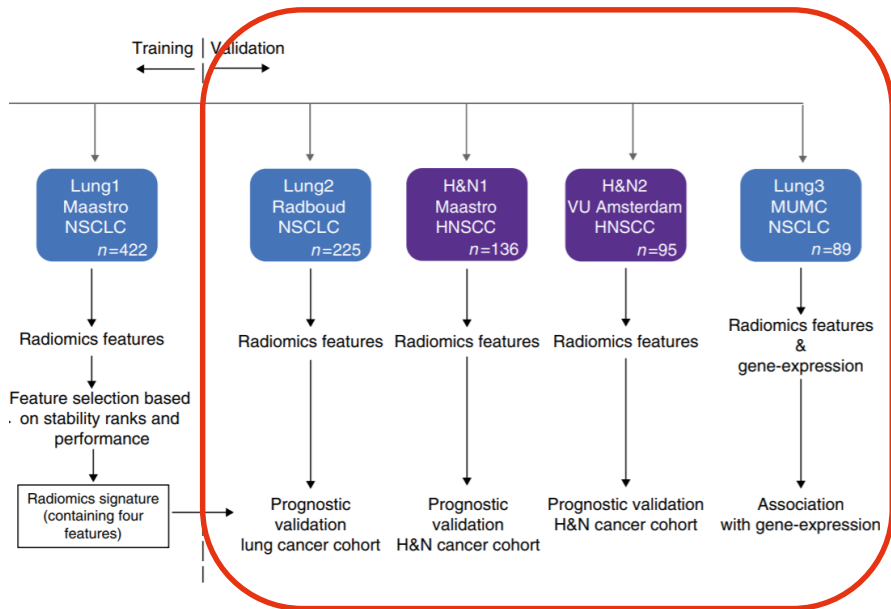 Training
Validation
Lung1
Maastro
NSCLC
n=422
Lung2
Radboud
NSCLC
n=225
H&N1
Maastro
HNSCC
n=136
H&N2
VU Amsterdam
HNSCC
n=95
Lung3
MUMC
NSCLC
n=89
Radiomics features
Radiomics features
Radiomics features
Radiomics features
Radiomics features
&
gene-expression
Feature selection based
on stability ranks and
performance
Radiomics signature
(containing four
features)
Prognostic
validation
lung cancer cohort
Prognostic
validation
H&N cancer cohort
Prognostic validation
H&N cancer cohort
Association
with gene-expression